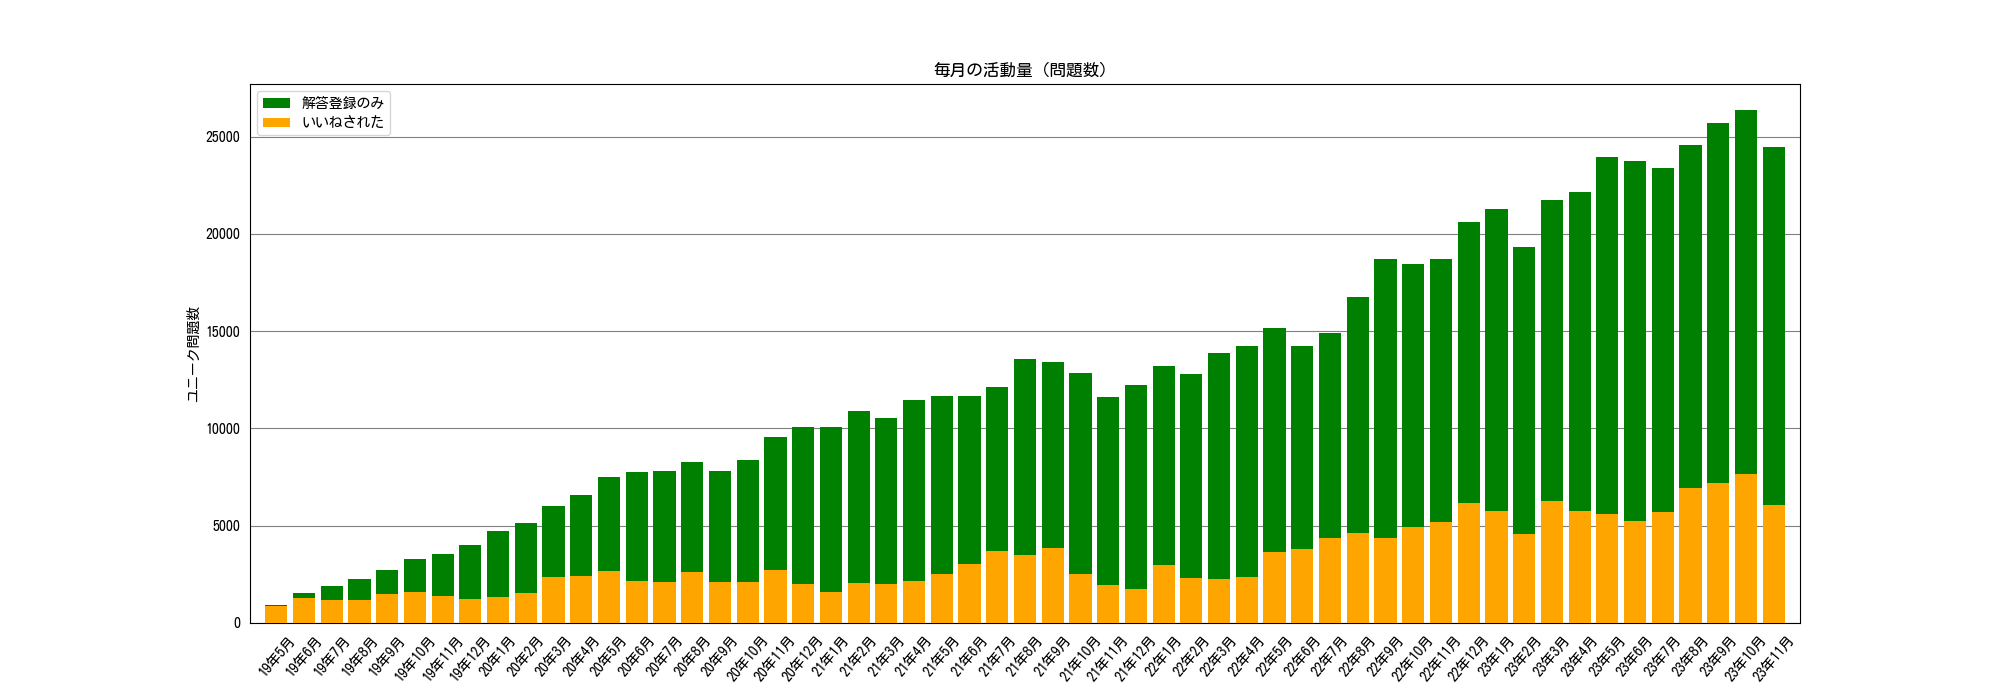 毎月の活動量（問題数）
解答登録のみ
いいねされた
ユニーク問題数
25000
20000
15000
10000
5000
0
19年5月
19年6月
19年7月
19年8月
19年9月
19年10月
19年11月
19年12月
20年1月
20年2月
20年3月
20年4月
20年5月
20年6月
20年7月
20年8月
20年9月
20年10月
20年11月
20年12月
21年1月
21年2月
21年3月
21年4月
21年5月
21年6月
21年7月
21年8月
21年9月
21年10月
21年11月
21年12月
22年1月
22年2月
22年3月
22年4月
22年5月
22年6月
22年7月
22年8月
22年9月
22年10月
22年11月
22年12月
23年1月
23年2月
23年3月
23年4月
23年5月
23年6月
23年7月
23年8月
23年9月
23年10月
23年11月